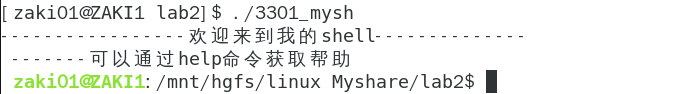 [ zaki01@ZAKI1 lab2]$ ./3301_mysh
-----------------欢迎来到我的shell--------------
-------可以通过help命令获取帮助
zaki01@ZAKI1:/mnt/hgfs/linux Myshare/lab2$